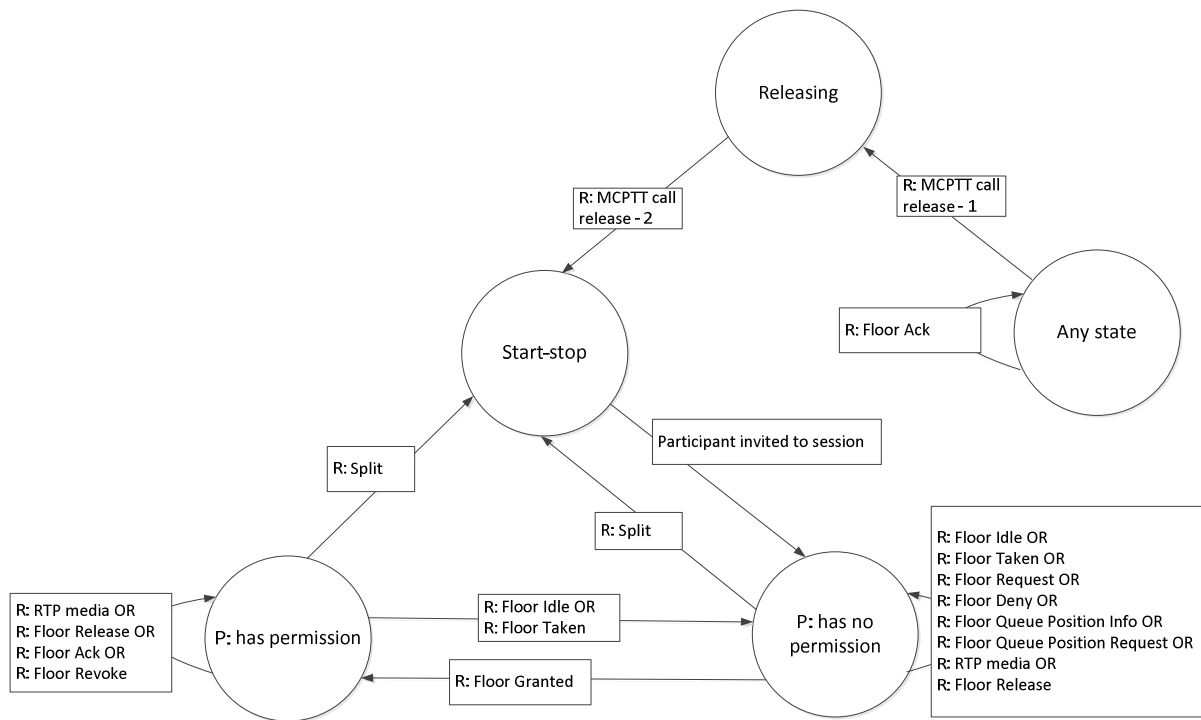 Releasing
R: MCPTT call
release - 2
R: MCPTT call
release - 1
Start-stop
R: Floor Ack
Any state
Participant invited to session
R: Split
R: Split
R: Floor Idle OR
R: Floor Taken OR
R: Floor Request OR
R: Floor Deny OR
R: Floor Queue Position Info OR
R: Floor Queue Position Request OR
R: RTP media OR
R: Floor Release
R: RTP media OR
R: Floor Release OR
R: Floor Ack OR
R: Floor Revoke
P: has permission
R: Floor Idle OR
R: Floor Taken
P: has no
permission
R: Floor Granted